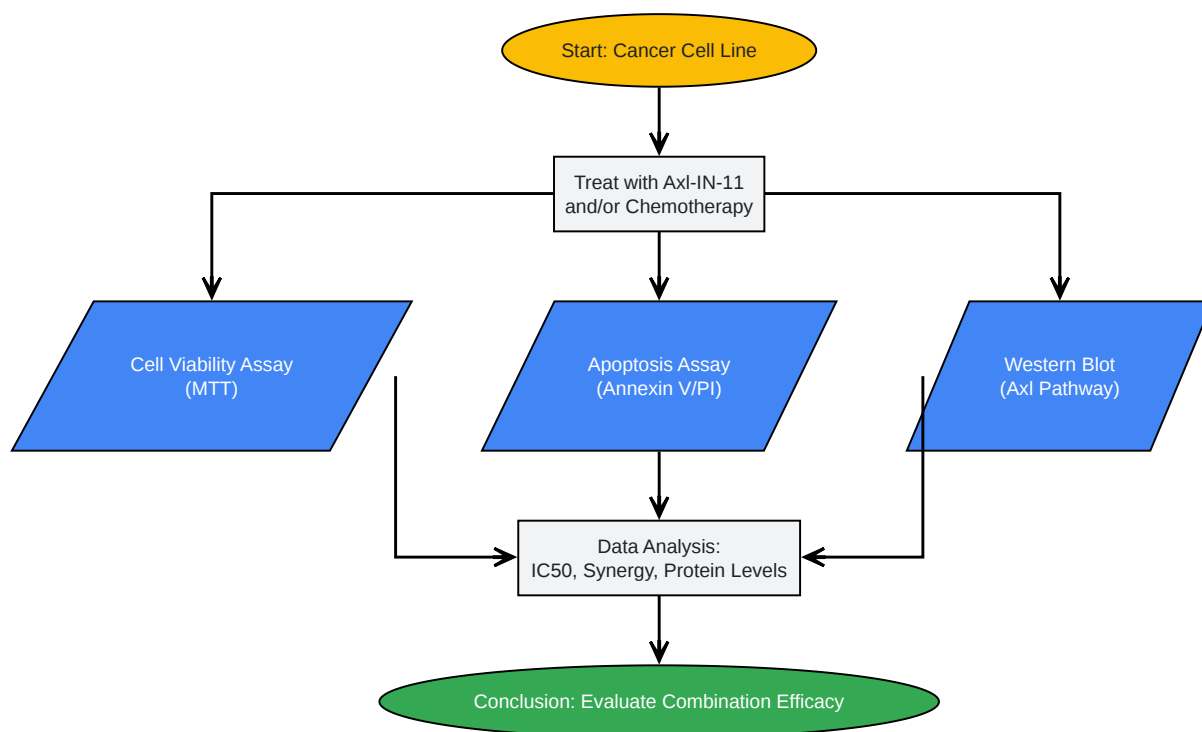 Start: Cancer Cell Line
Treat with Axl-IN-11
and/or Chemotherapy
Cell Viability Assay
(MTT)
Apoptosis Assay
(Annexin V/PI)
Western Blot
(Axl Pathway)
Data Analysis:
IC50, Synergy, Protein Levels
Conclusion: Evaluate Combination Efficacy